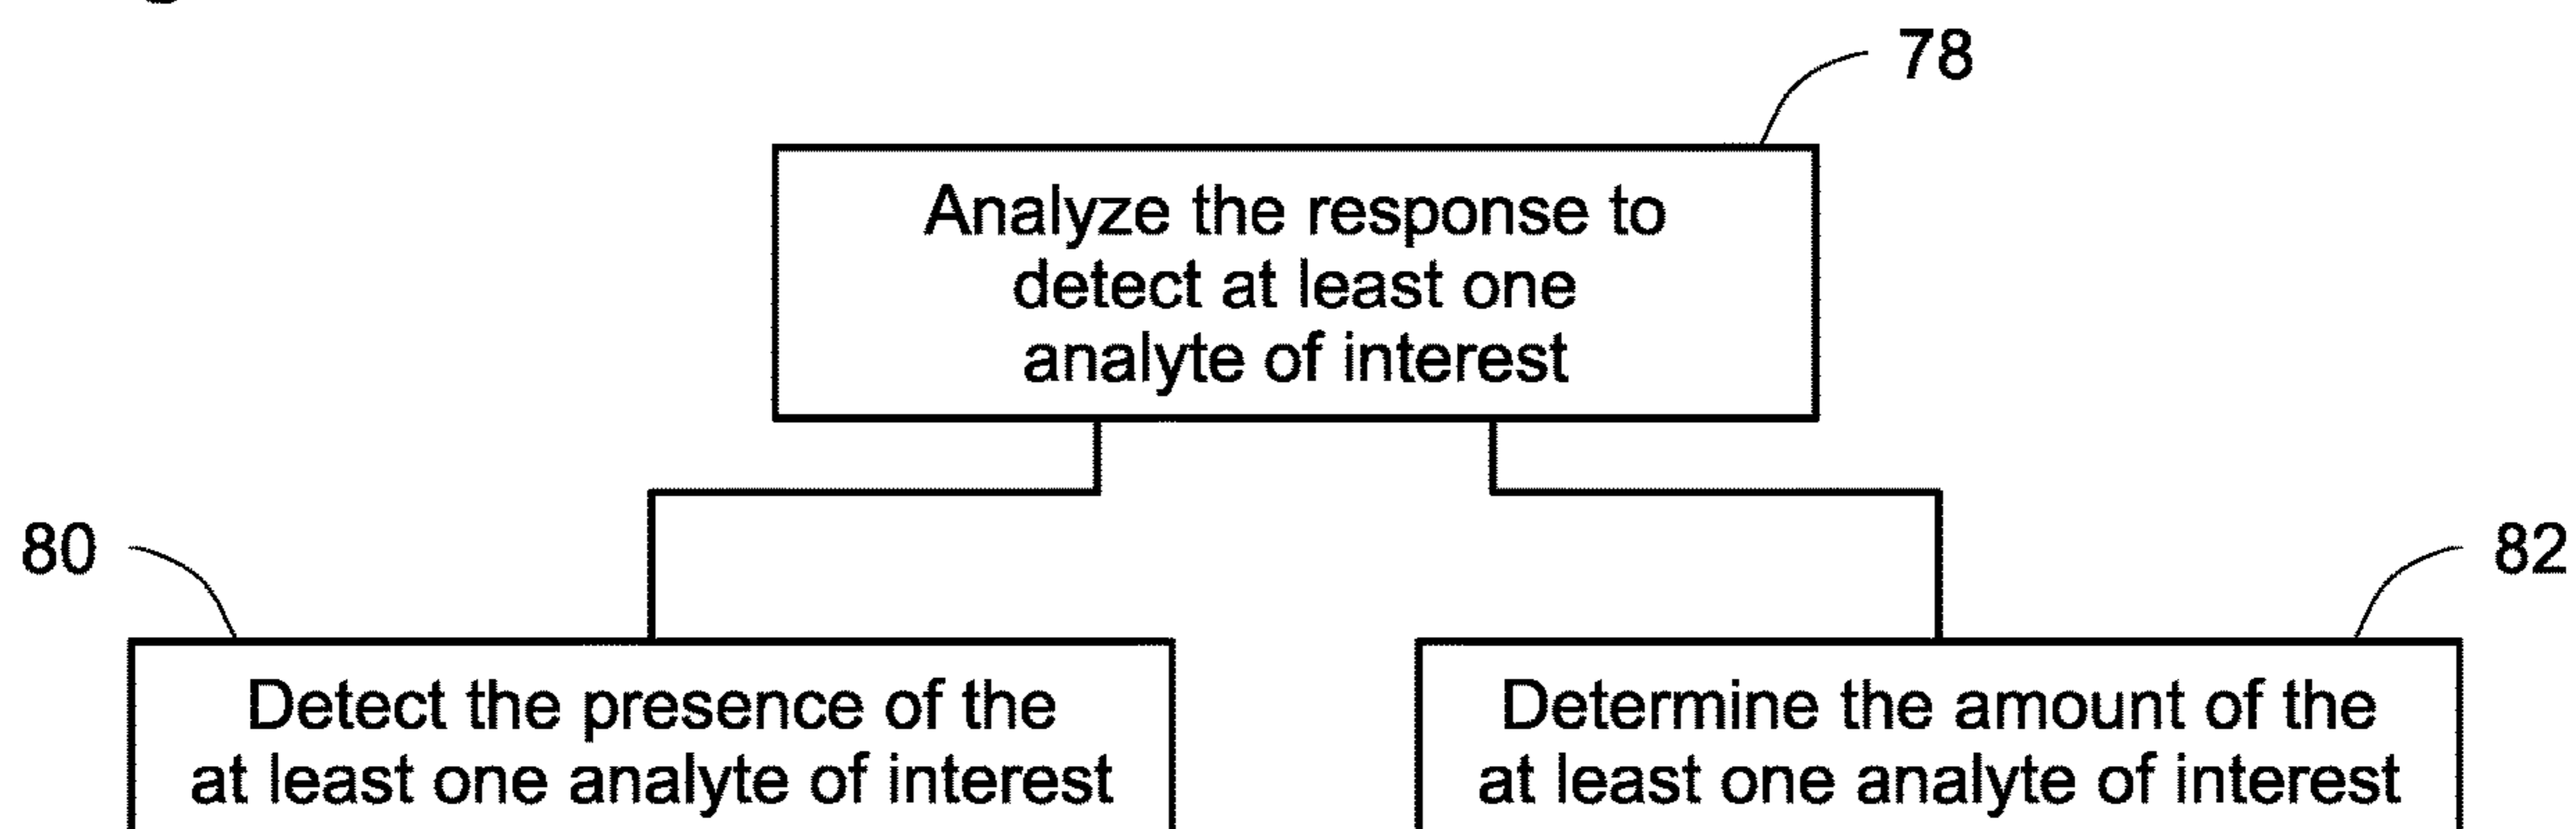 78
Analyze the response to
detect at least one
analyte of interest
80
82
Detect the presence of the
at least one analyte of interest
Determine the amount of the
at least one analyte of interest